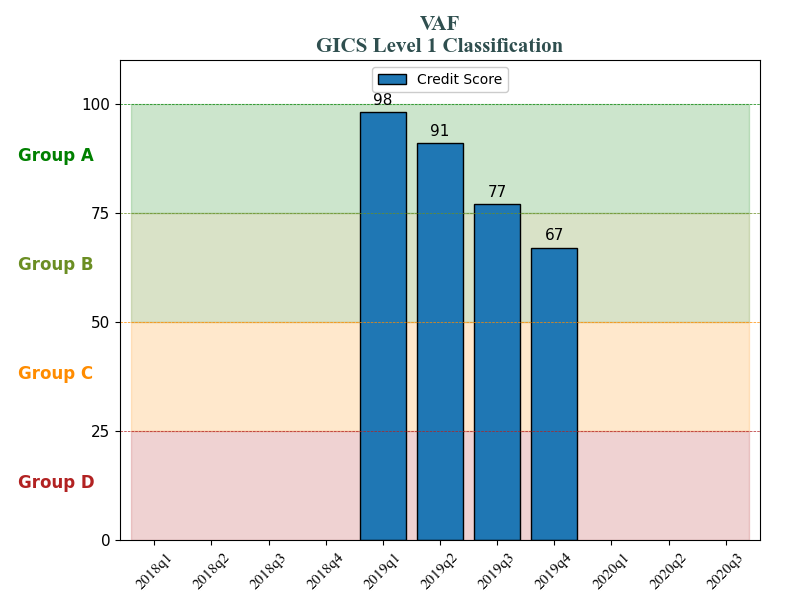 VAF
GICS Level 1 Classification
Credit Score
98
91
77
67
100
Group A
75
Group B
50
Group C
25
Group D
0
2018q1
2018q2
2018q3
2018q4
2019q1
2019q2
2019q3
2019q4
2020q1
2020q2
2020q3